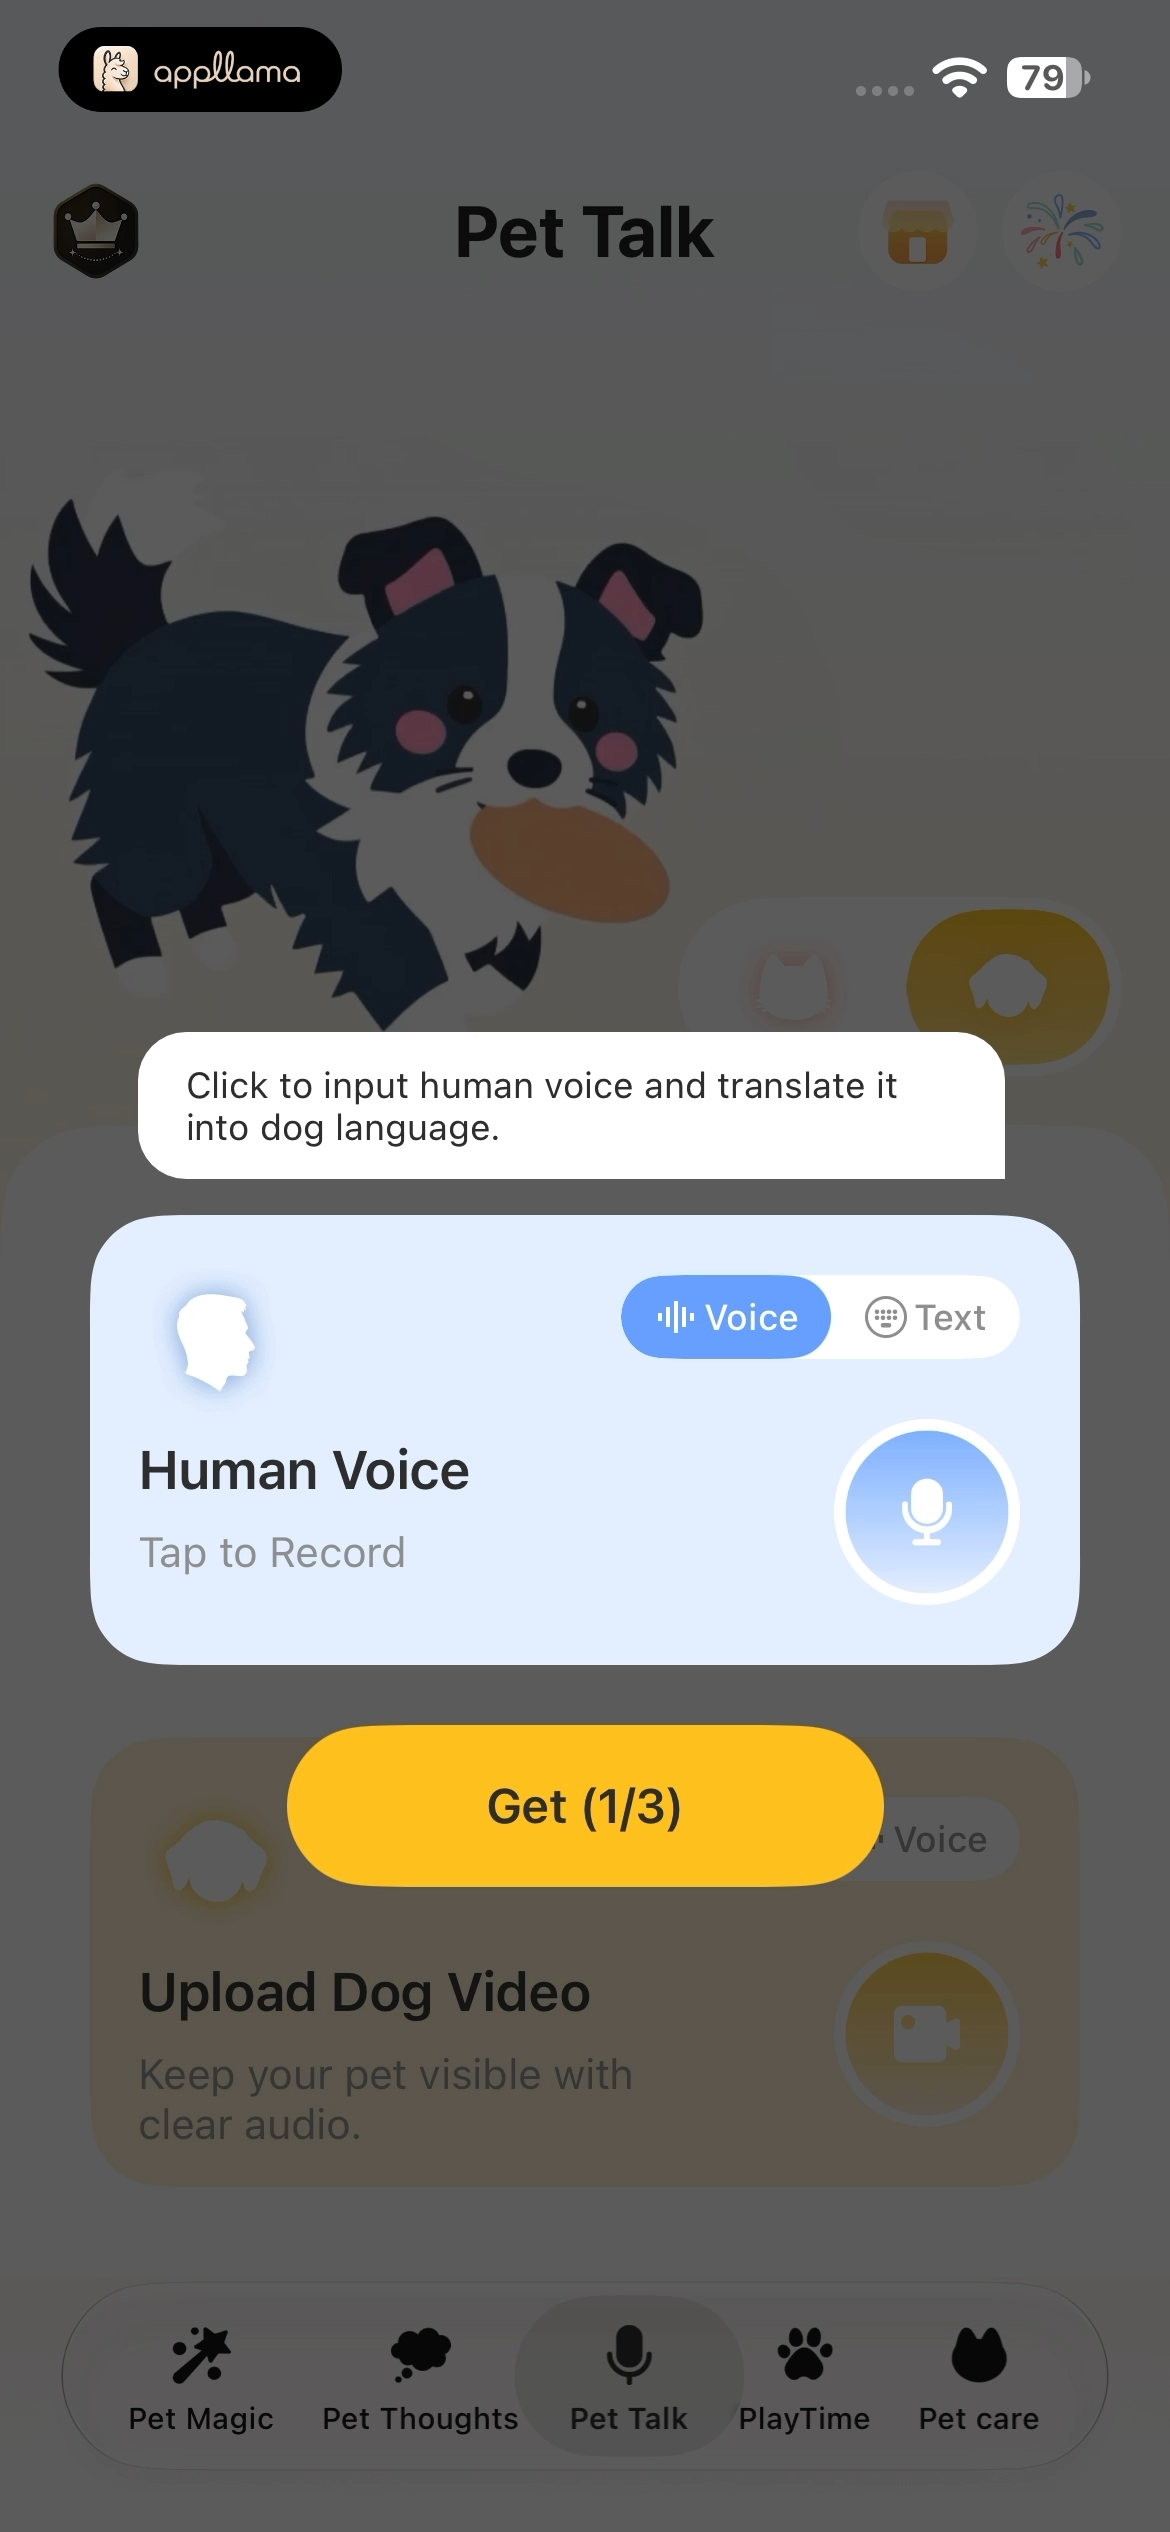 appllama
79
Pet Talk
Click to input human voice and translate it
into dog language.
Voice
Text
Human Voice
Tap to Record
Get (1/3)
Voice
Upload Dog Video
Keep your pet visible with
clear audio.
Pet Magic
Pet Thoughts
Pet Talk
PlayTime
Pet care